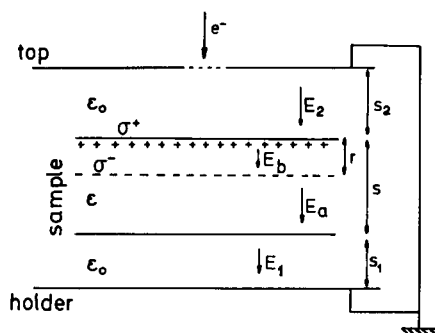 e⁻
top
ε₀ E₂ s₂
σ⁺
+ + + + + + + + + + + + + + + +
σ⁻ E_b r
sample ε E_a s
ε₀ E₁ s₁
holder